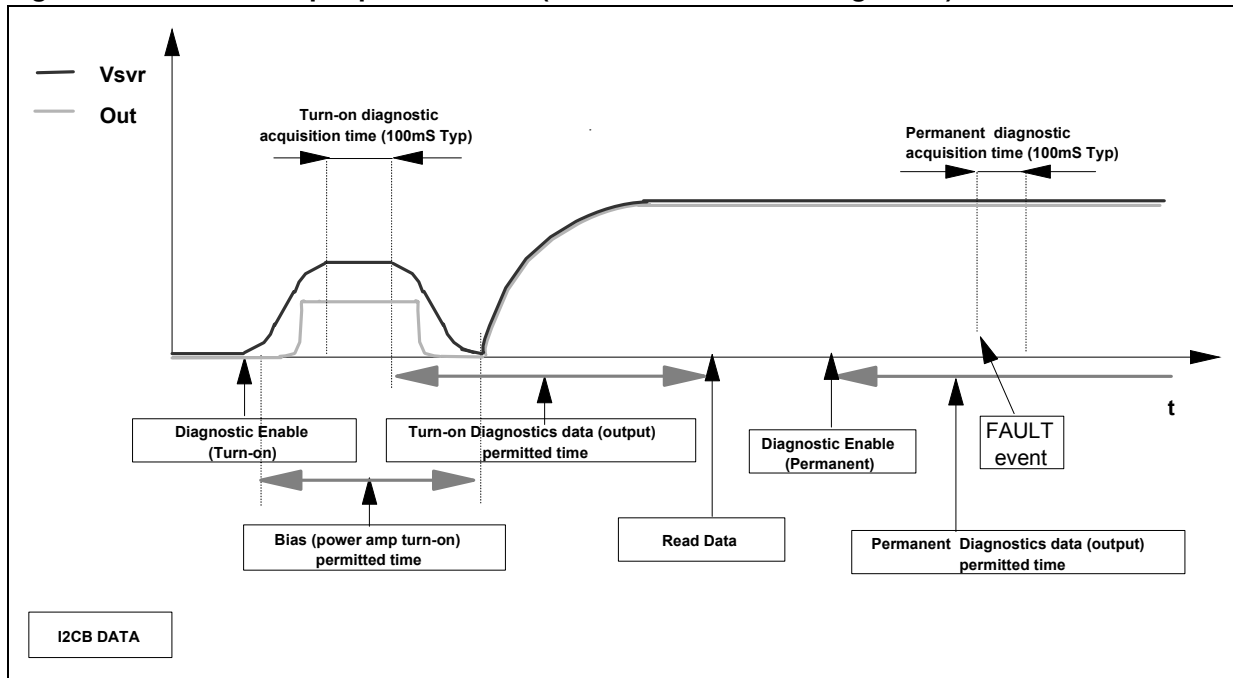 Vsvr
Out
Turn-on diagnostic
acquisition time (100mS Typ)
Permanent diagnostic
acquisition time (100mS Typ)
t
Diagnostic Enable
(Turn-on)
Turn-on Diagnostics data (output)
permitted time
Diagnostic Enable
(Permanent)
FAULT
event
Bias (power amp turn-on)
permitted time
Read Data
Permanent Diagnostics data (output)
permitted time
I2CB DATA